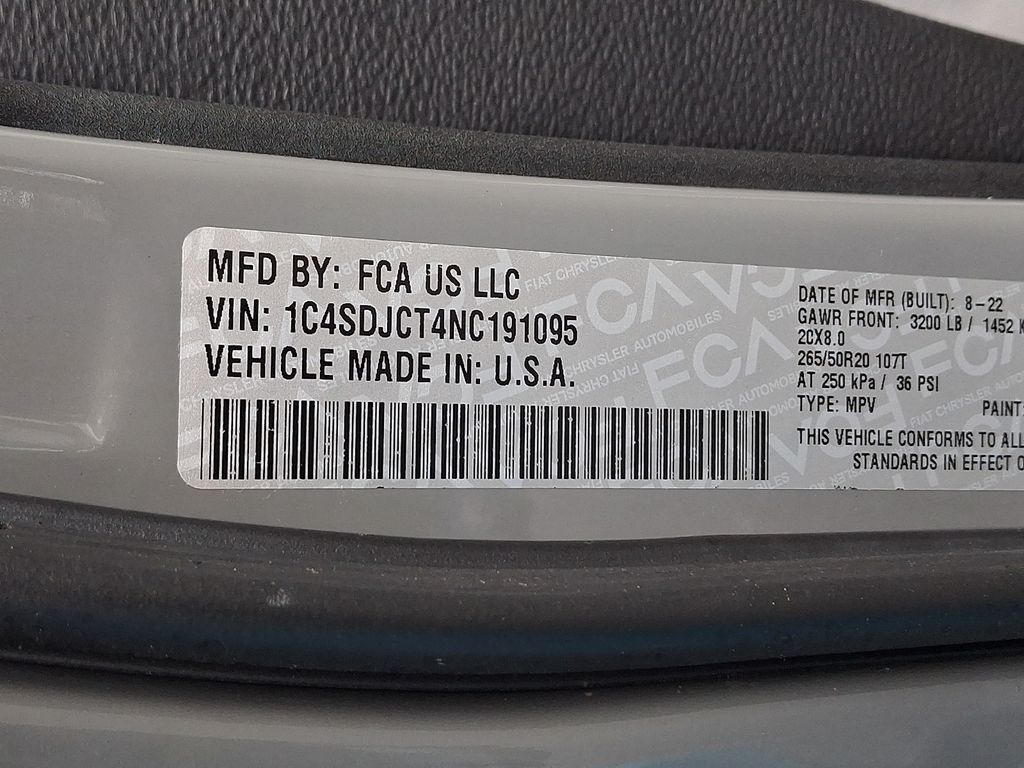 MFD BY: FCA US LLC
VIN: 1C4SDJCT4NC191095
VEHICLE MADE IN: U.S.A.
DATE OF MFR (BUILT): 8-22
GAWR FRONT: 3200 LB / 1452 K
20X8.0
265/50R20 107T
AT 250 kPa / 36 PSI
TYPE: MPV PAINT:
THIS VEHICLE CONFORMS TO ALL
STANDARDS IN EFFECT O